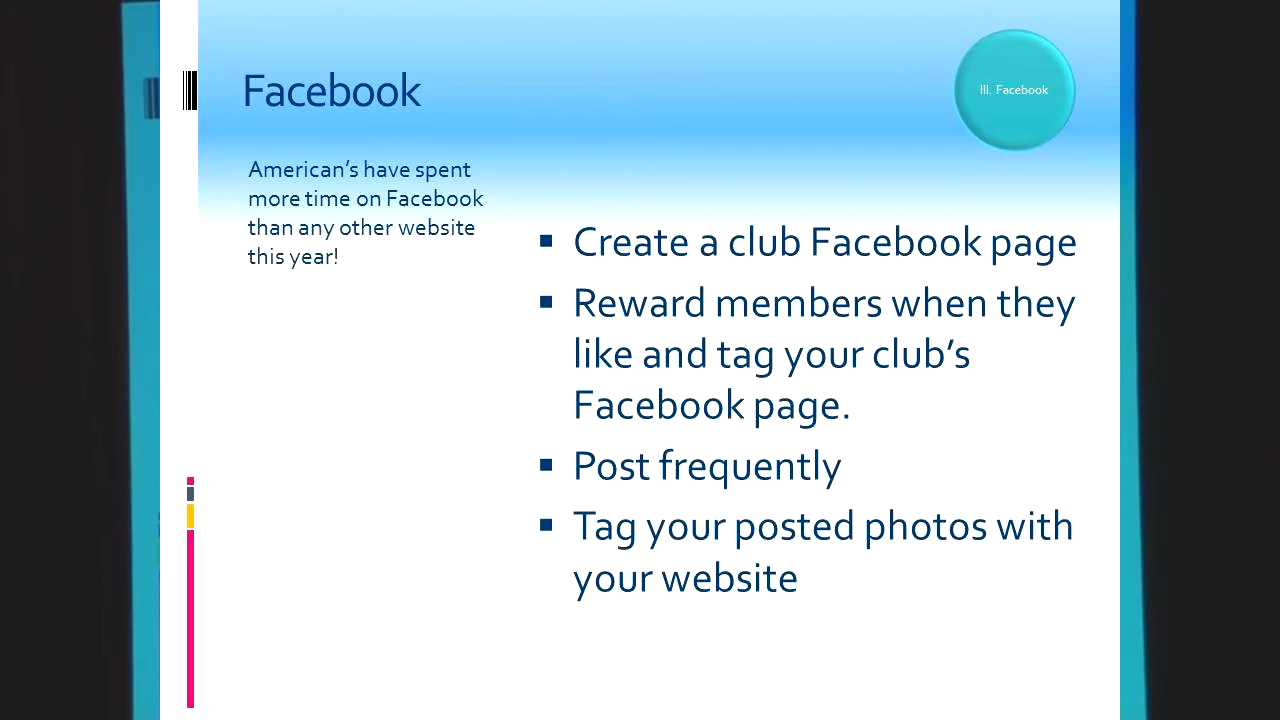 Facebook
III. Facebook
American’s have spent
more time on Facebook
than any other website
this year!
▪ Create a club Facebook page
▪ Reward members when they
like and tag your club’s
Facebook page.
▪ Post frequently
▪ Tag your posted photos with
your website